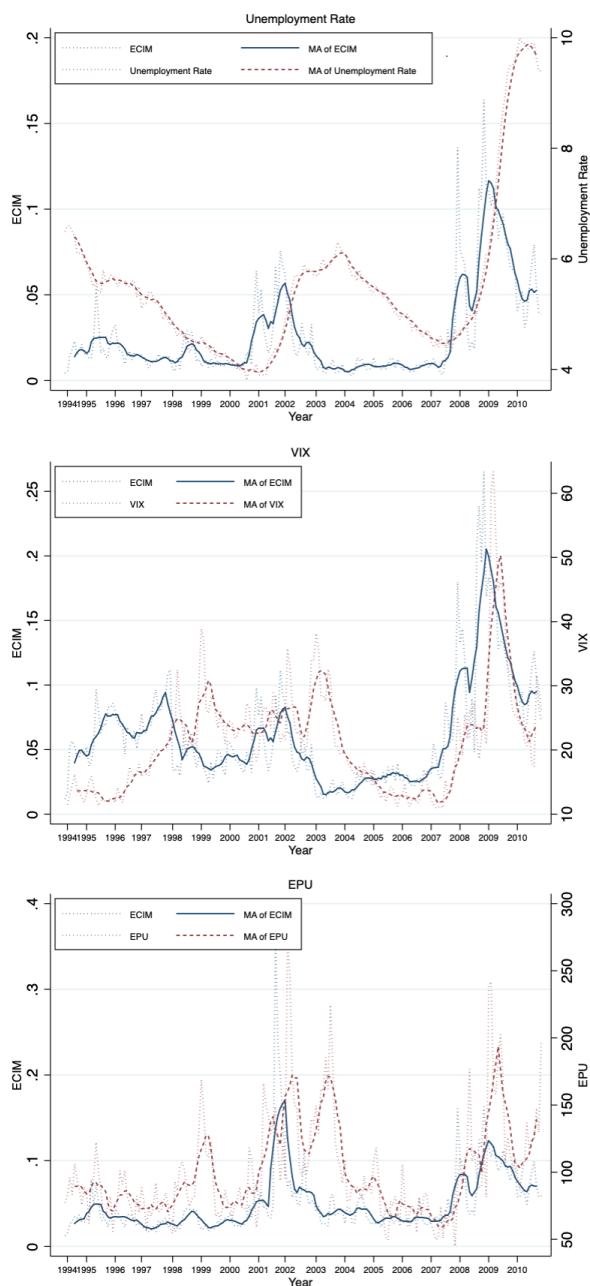 Unemployment Rate
ECIM MA of ECIM
Unemployment Rate MA of Unemployment Rate
.2 10
.15 8
.1
ECIM Unemployment Rate
.05 6
0 4
1994 1995 1996 1997 1998 1999 2000 2001 2002 2003 2004 2005 2006 2007 2008 2009 2010
Year
VIX
ECIM MA of ECIM
VIX MA of VIX
.25 60
.2 50
.15 40
ECIM VIX
.1 30
.05 20
0 10
1994 1995 1996 1997 1998 1999 2000 2001 2002 2003 2004 2005 2006 2007 2008 2009 2010
Year
EPU
ECIM MA of ECIM
EPU MA of EPU
.4 300
250
.3 200
ECIM EPU
.2 150
.1 100
0 50
1994 1995 1996 1997 1998 1999 2000 2001 2002 2003 2004 2005 2006 2007 2008 2009 2010
Year